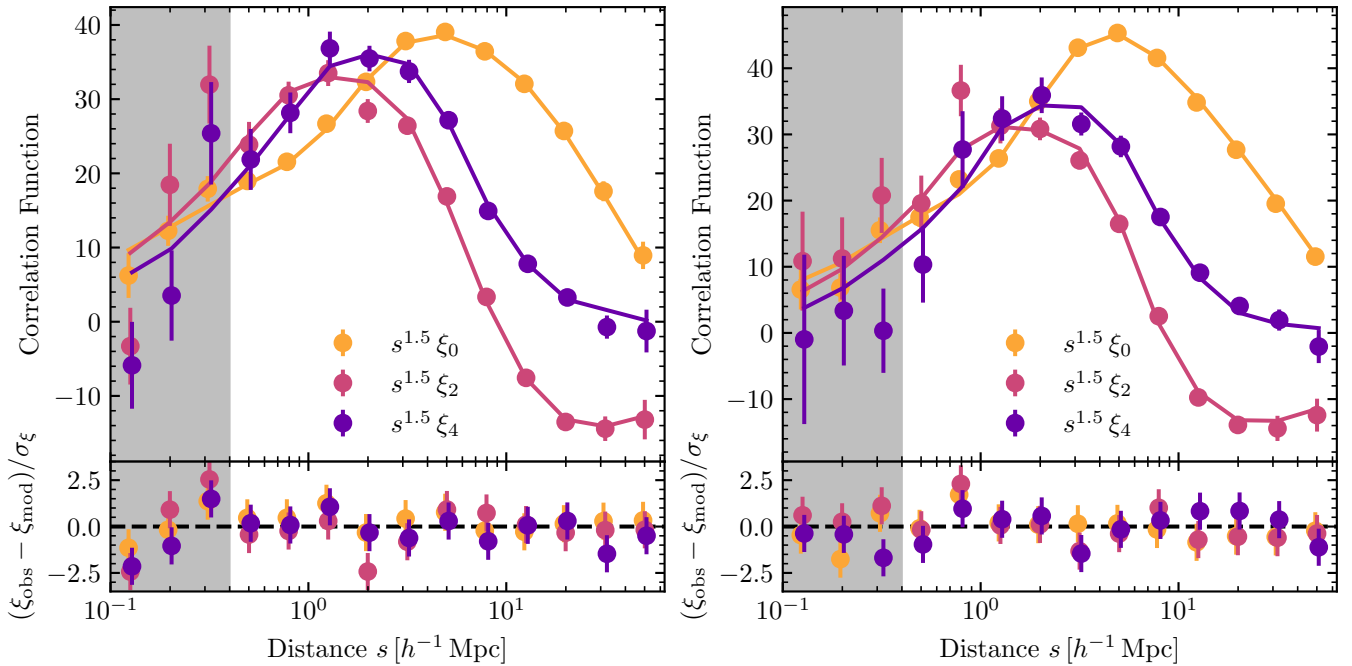 40
30
20
10
0
−10
Correlation Function
s^{1.5} ξ_0
s^{1.5} ξ_2
s^{1.5} ξ_4
2.5
0.0
−2.5
(ξ_obs − ξ_mod)/σ_ξ
10^{−1} 10^0 10^1
Distance s [h^{−1} Mpc]
40
30
20
10
0
−10
Correlation Function
s^{1.5} ξ_0
s^{1.5} ξ_2
s^{1.5} ξ_4
2.5
0.0
−2.5
(ξ_obs − ξ_mod)/σ_ξ
10^{−1} 10^0 10^1
Distance s [h^{−1} Mpc]